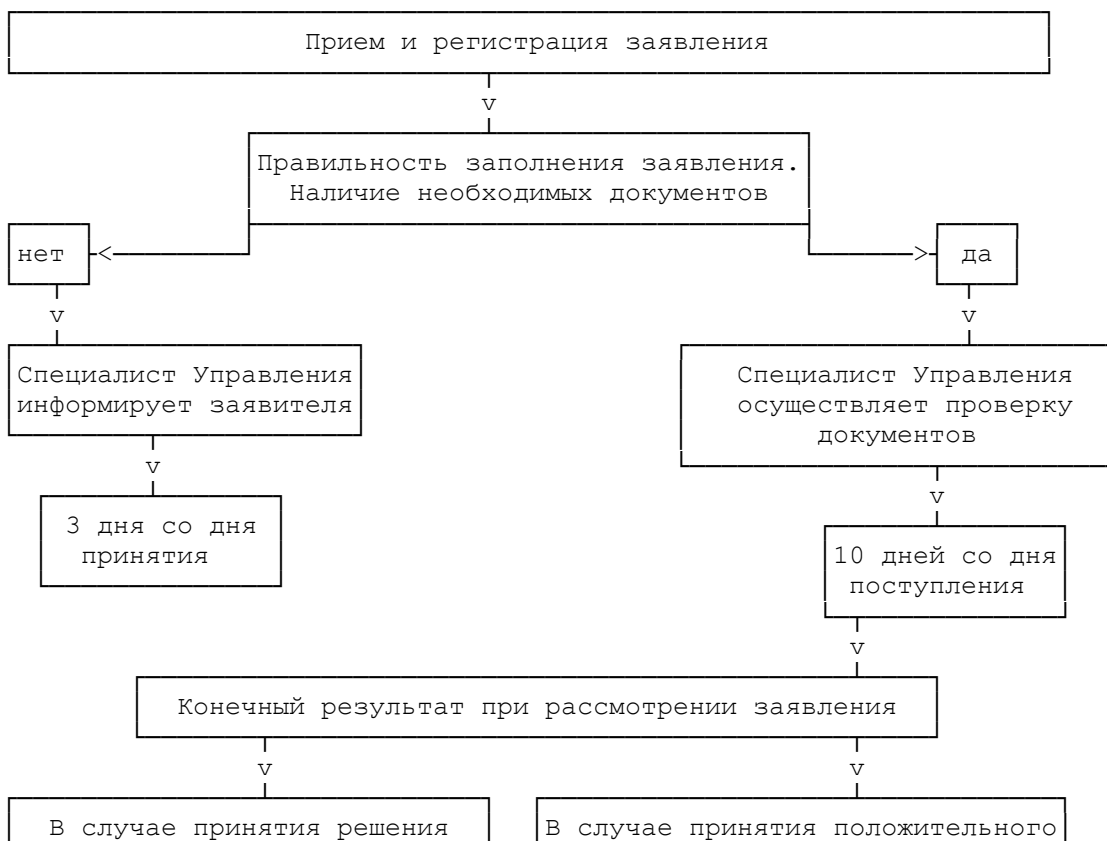 Прием и регистрация заявления
v
Правильность заполнения заявления.
Наличие необходимых документов
нет < > да
v v
Специалист Управления
информирует заявителя
Специалист Управления
осуществляет проверку
документов
v v
3 дня со дня
принятия
10 дней со дня
поступления
v
Конечный результат при рассмотрении заявления
v v
В случае принятия решения
В случае принятия положительного